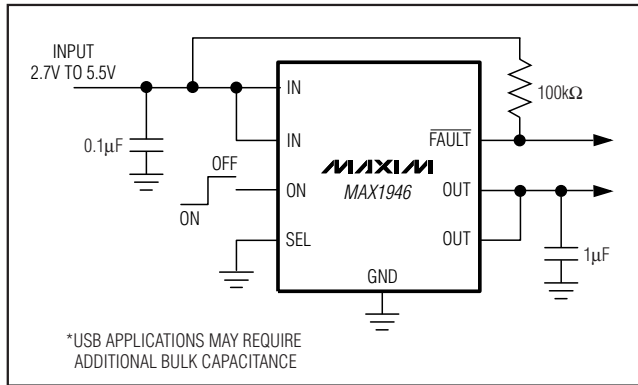 INPUT
2.7V TO 5.5V
100kΩ
IN
0.1µF
IN
FAULT
OFF
MAXIM
MAX1946
ON
OUT
ON
SEL
OUT
1µF
GND
*USB APPLICATIONS MAY REQUIRE
ADDITIONAL BULK CAPACITANCE